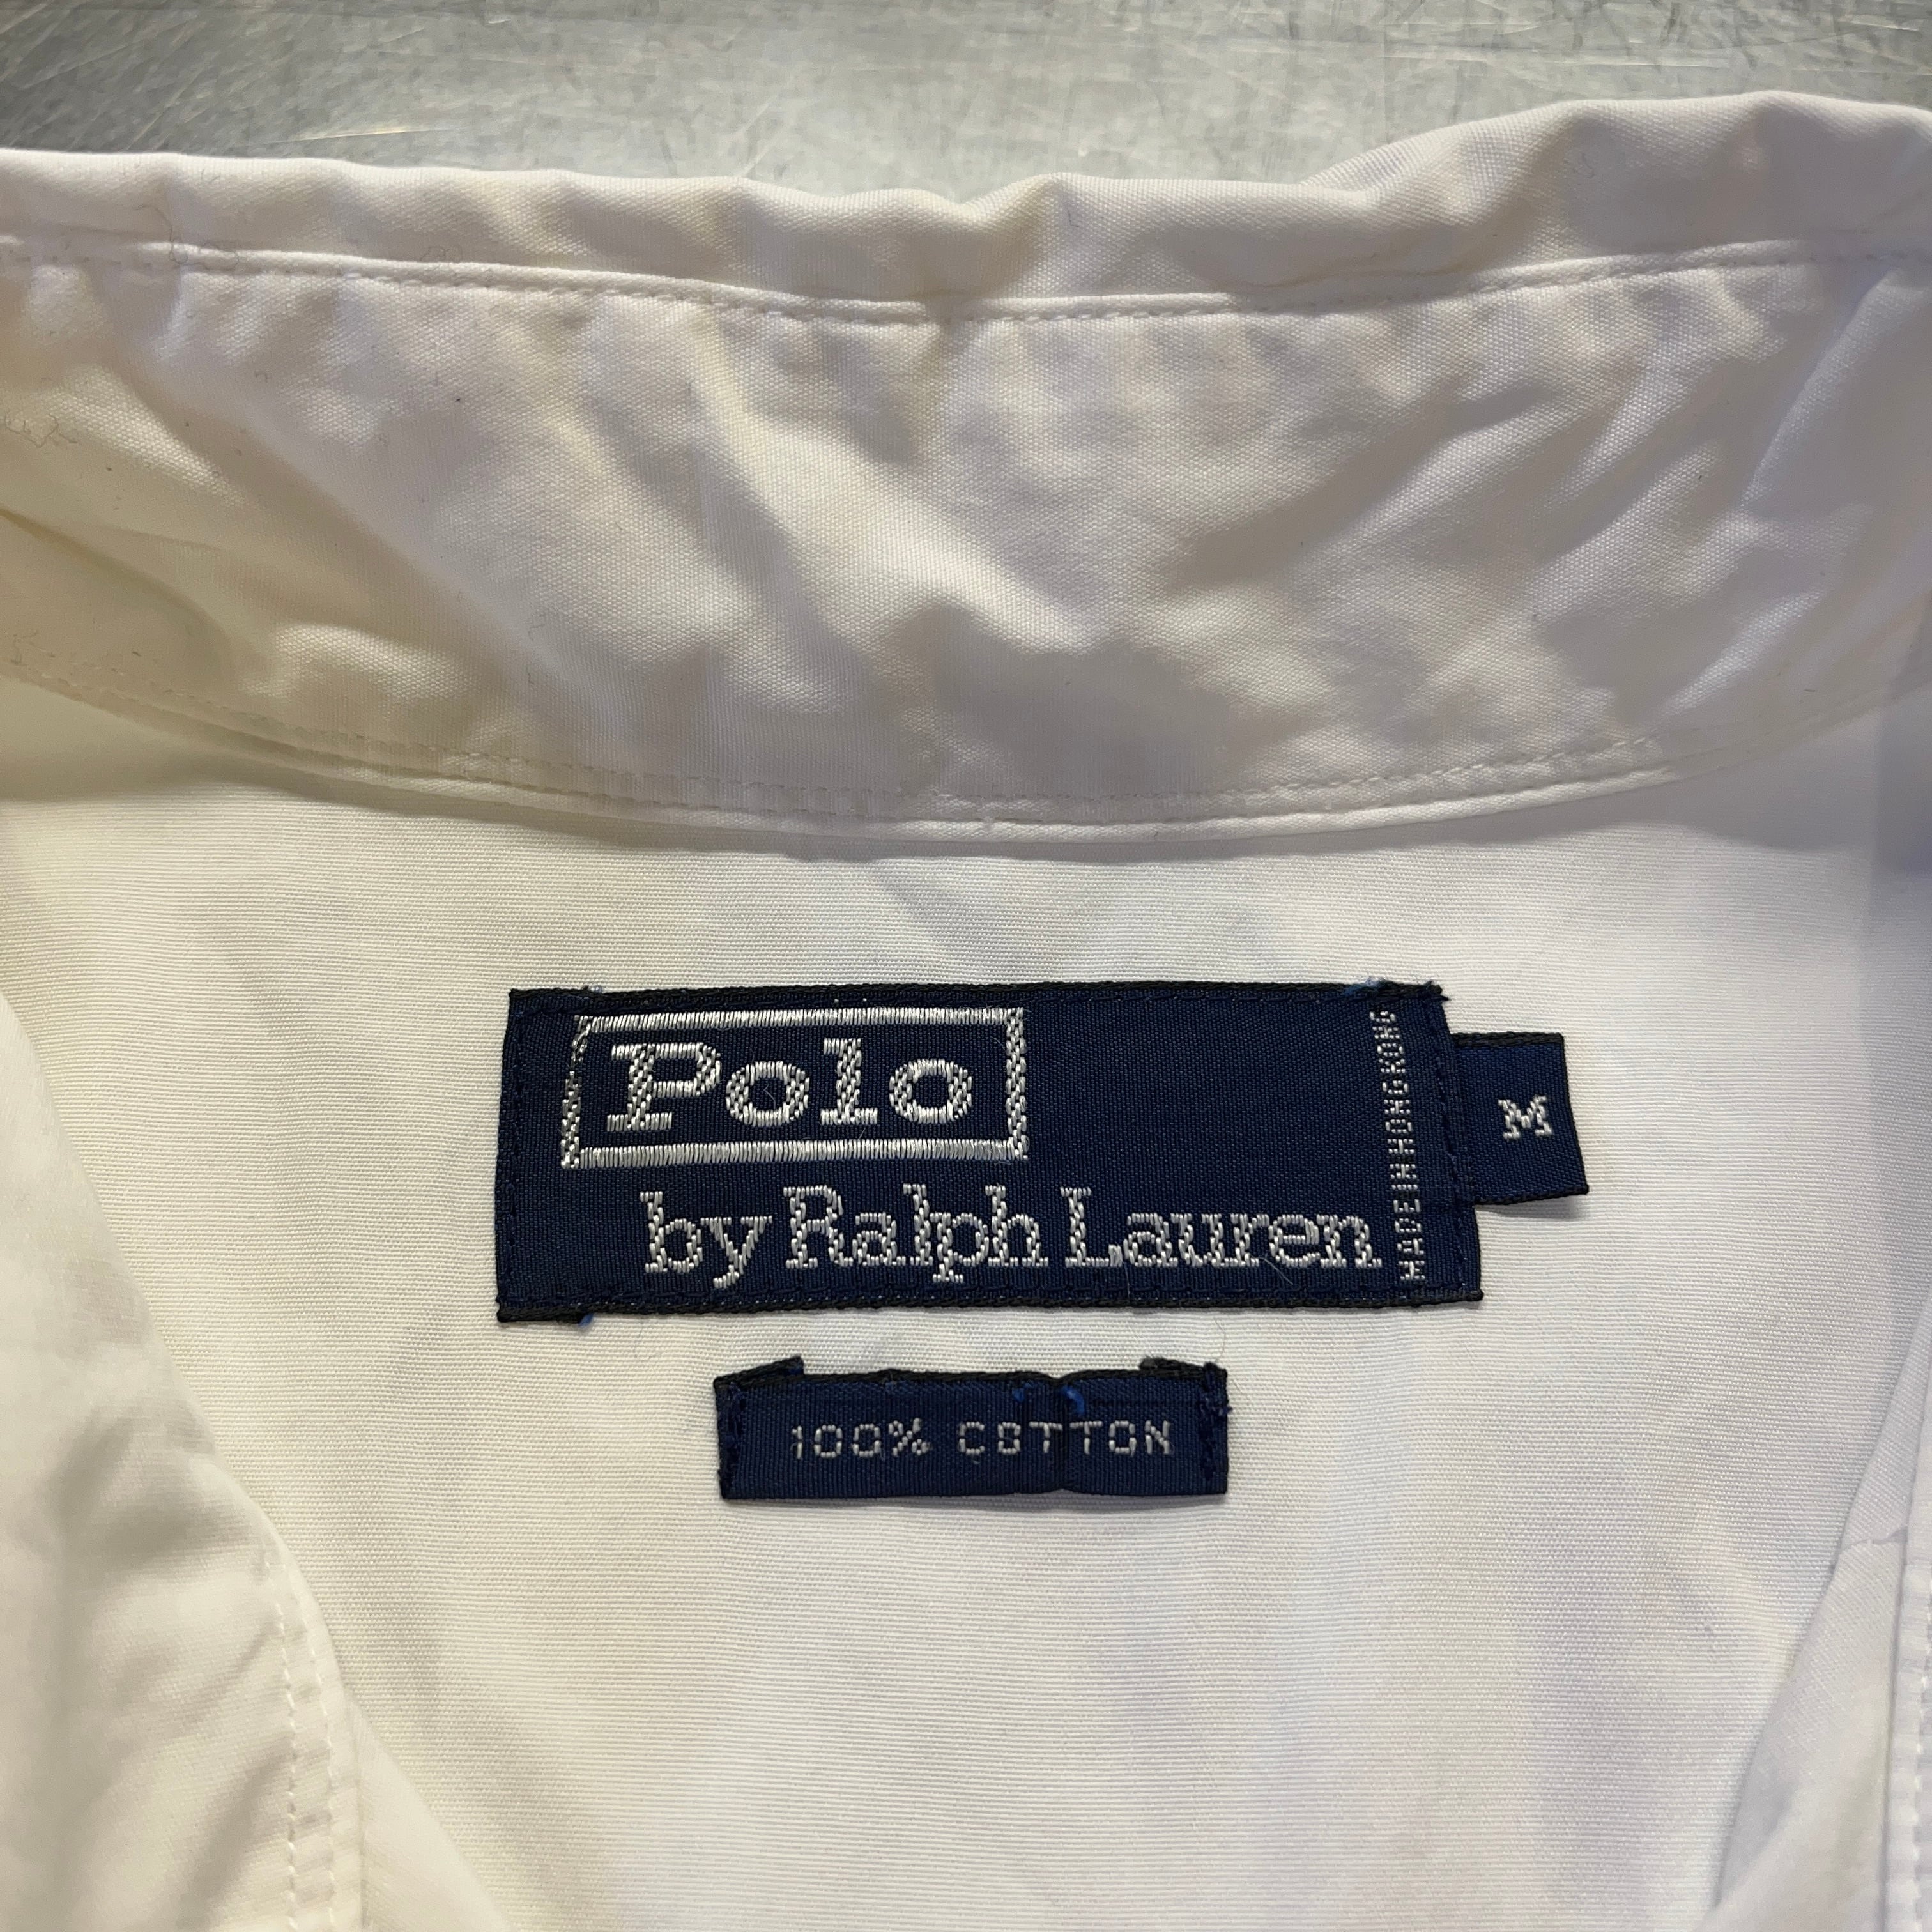 Polo
by Ralph Lauren
MADE IN HONG KONG
M
100% COTTON